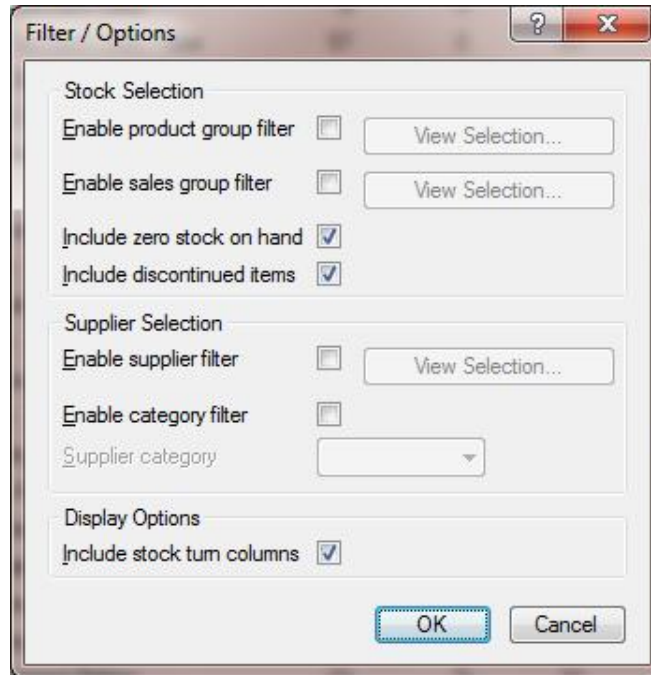 Filter / Options
?
Stock Selection
Enable product group filter
View Selection...
Enable sales group filter
View Selection...
Include zero stock on hand
Include discontinued items
Supplier Selection
Enable supplier filter
View Selection...
Enable category filter
Supplier category
Display Options
Include stock turn columns
OK Cancel